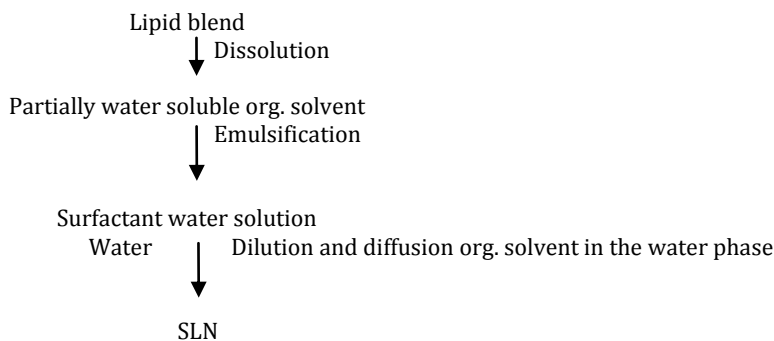 Lipid blend
Dissolution
Partially water soluble org. solvent
Emulsification
Surfactant water solution
Water Dilution and diffusion org. solvent in the water phase
SLN